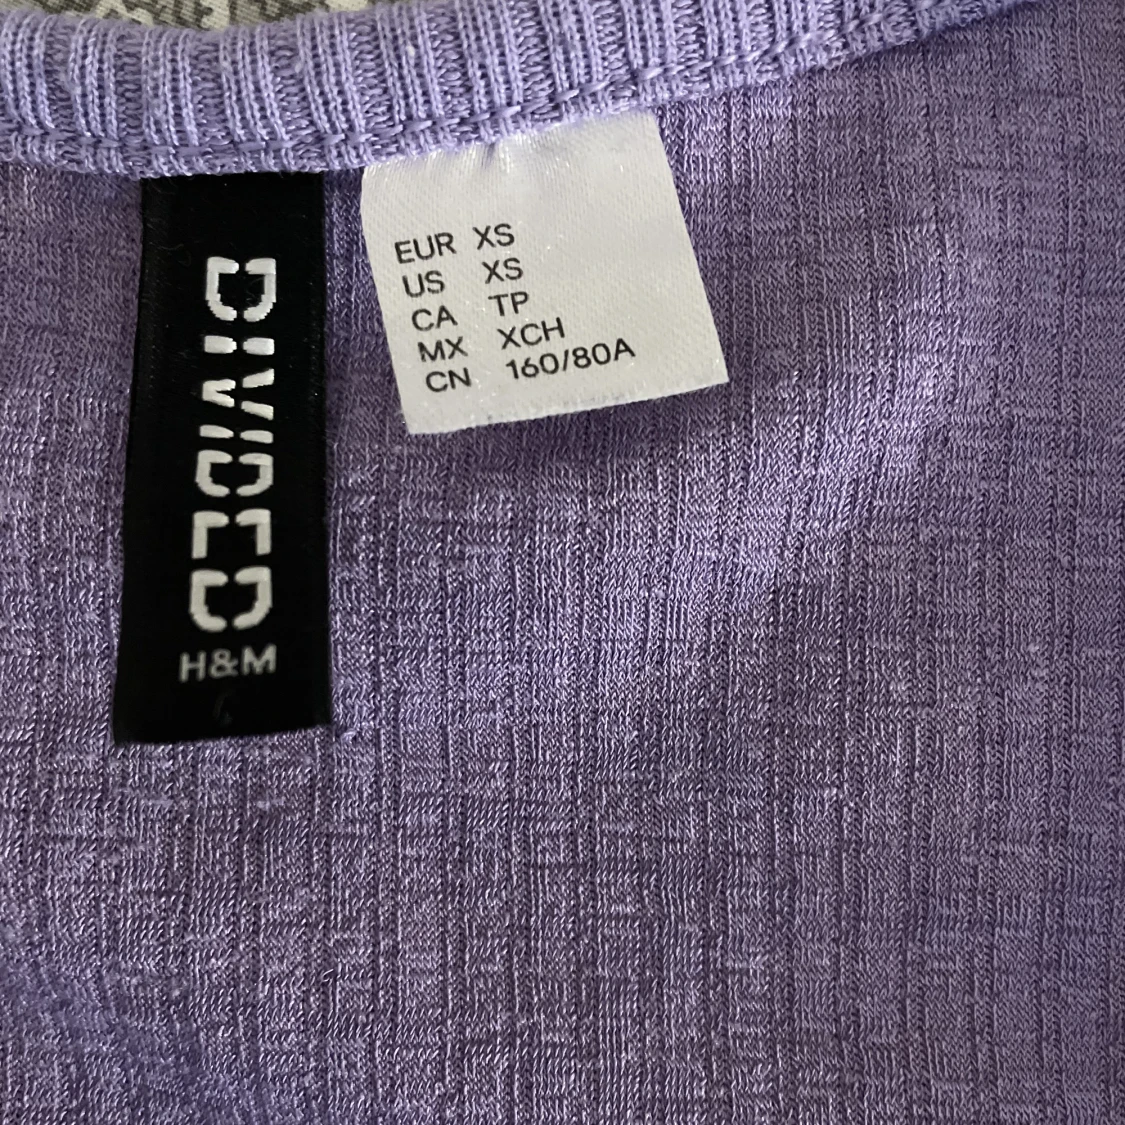 DIVIDED
H&M
EUR XS
US XS
CA TP
MX XCH
CN 160/80A